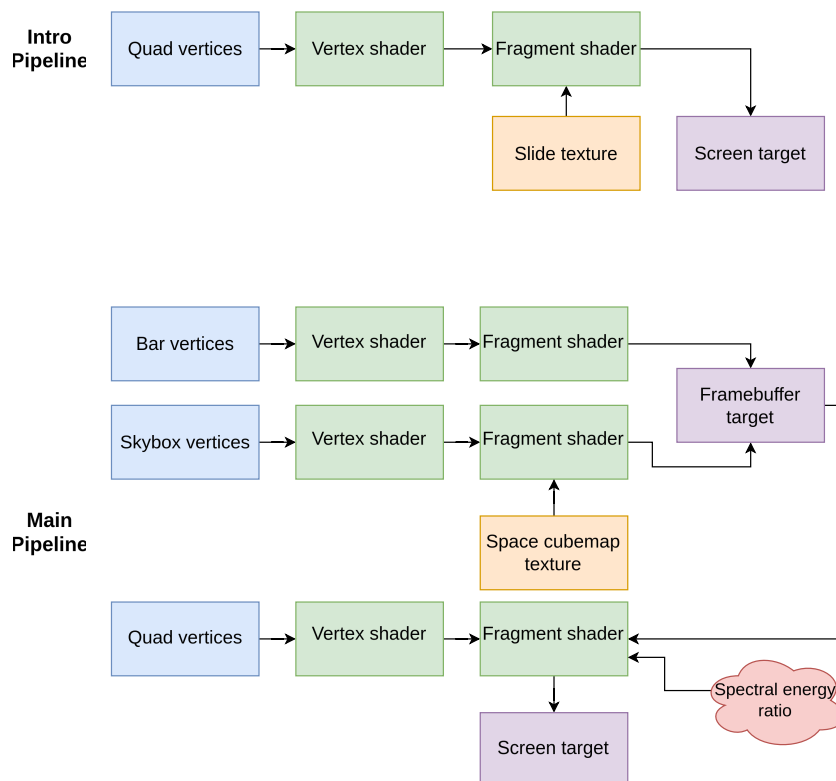 Intro
Pipeline
Quad vertices
Vertex shader
Fragment shader
Slide texture
Screen target
Bar vertices
Vertex shader
Fragment shader
Framebuffer
target
Skybox vertices
Vertex shader
Fragment shader
Main
Pipeline
Space cubemap
texture
Quad vertices
Vertex shader
Fragment shader
Spectral energy
ratio
Screen target